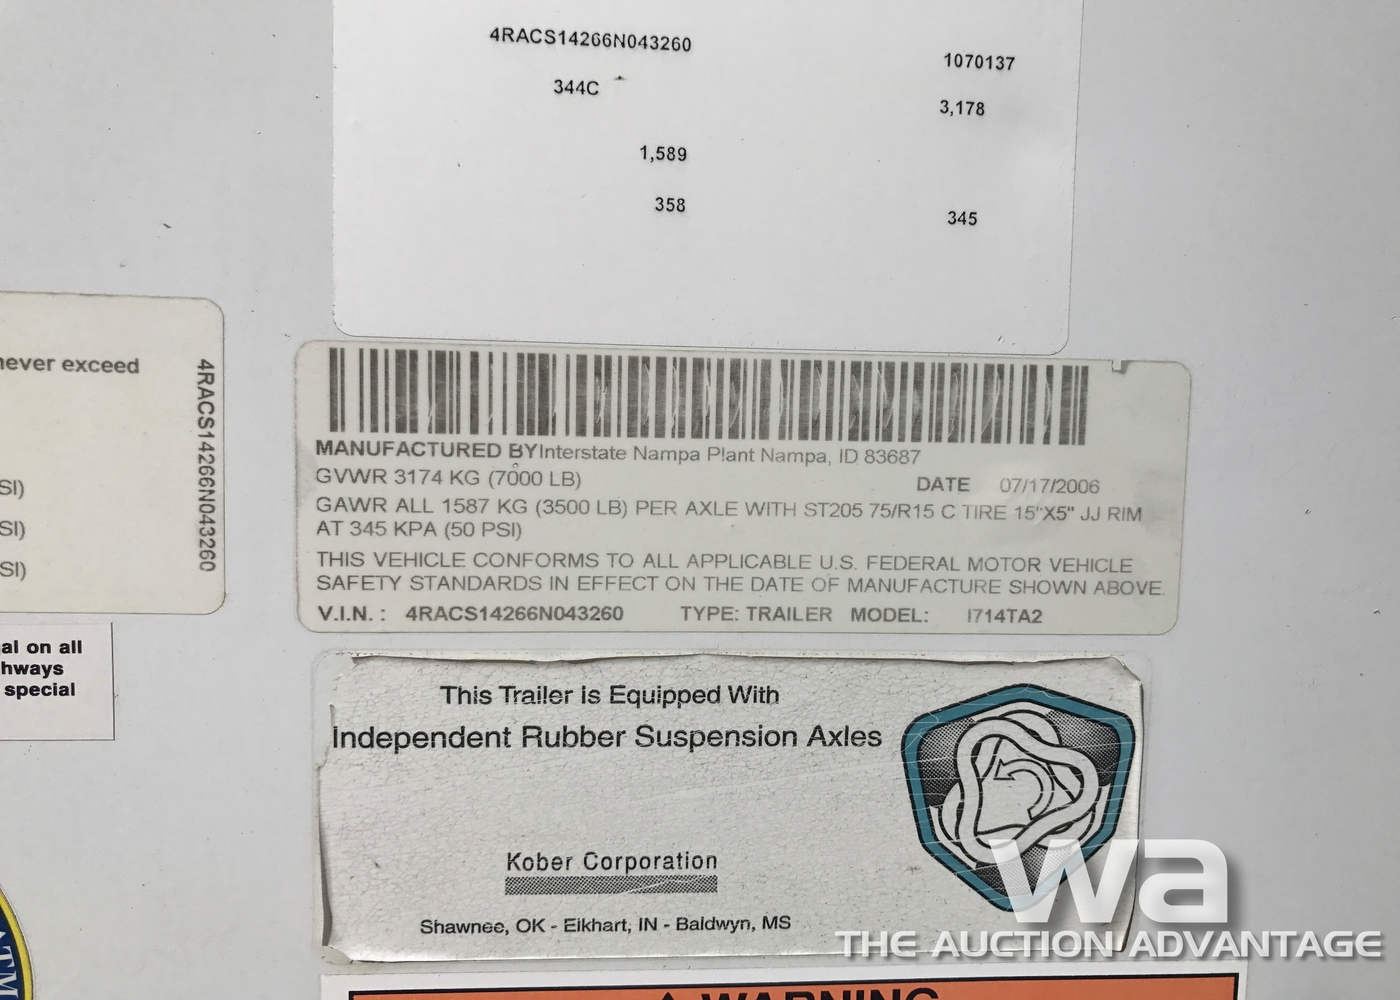 4RACS14266N043260
1070137
344C
3,178
1,589
358
345
never exceed
4RACS14266N043260
SI)
SI)
SI)
al on all
hways
special
MANUFACTURED BY Interstate Nampa Plant Nampa, ID 83687
GVWR 3174 KG (7000 LB)
DATE 07/17/2006
GAWR ALL 1587 KG (3500 LB) PER AXLE WITH ST205 75/R15 C TIRE 15"X5" JJ RIM
AT 345 KPA (50 PSI)
THIS VEHICLE CONFORMS TO ALL APPLICABLE U.S. FEDERAL MOTOR VEHICLE
SAFETY STANDARDS IN EFFECT ON THE DATE OF MANUFACTURE SHOWN ABOVE.
V.I.N. : 4RACS14266N043260 TYPE: TRAILER MODEL: I714TA2
This Trailer is Equipped With
Independent Rubber Suspension Axles
Kober Corporation
Shawnee, OK - Elkhart, IN - Baldwyn, MS
wa
THE AUCTION ADVANTAGE
WARNING